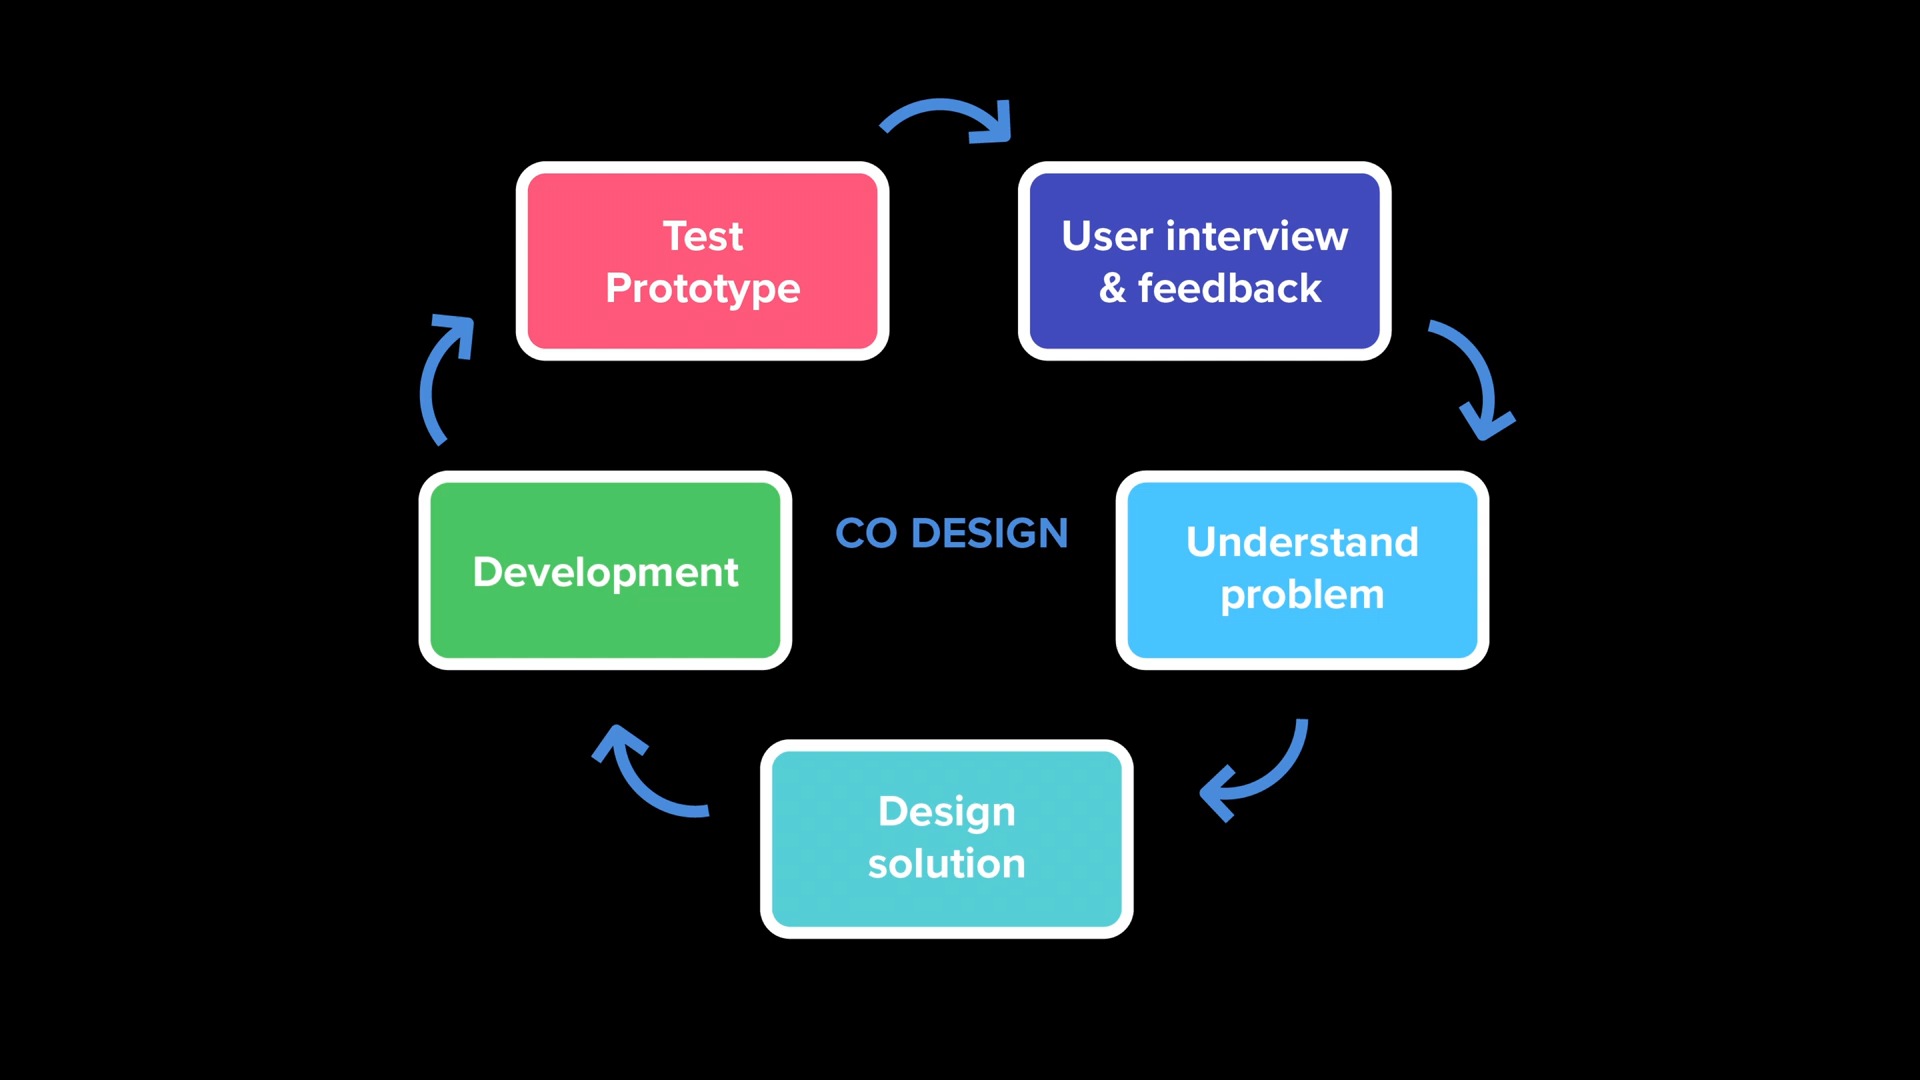 Test
Prototype
User interview
& feedback
Development
CO DESIGN
Understand
problem
Design
solution